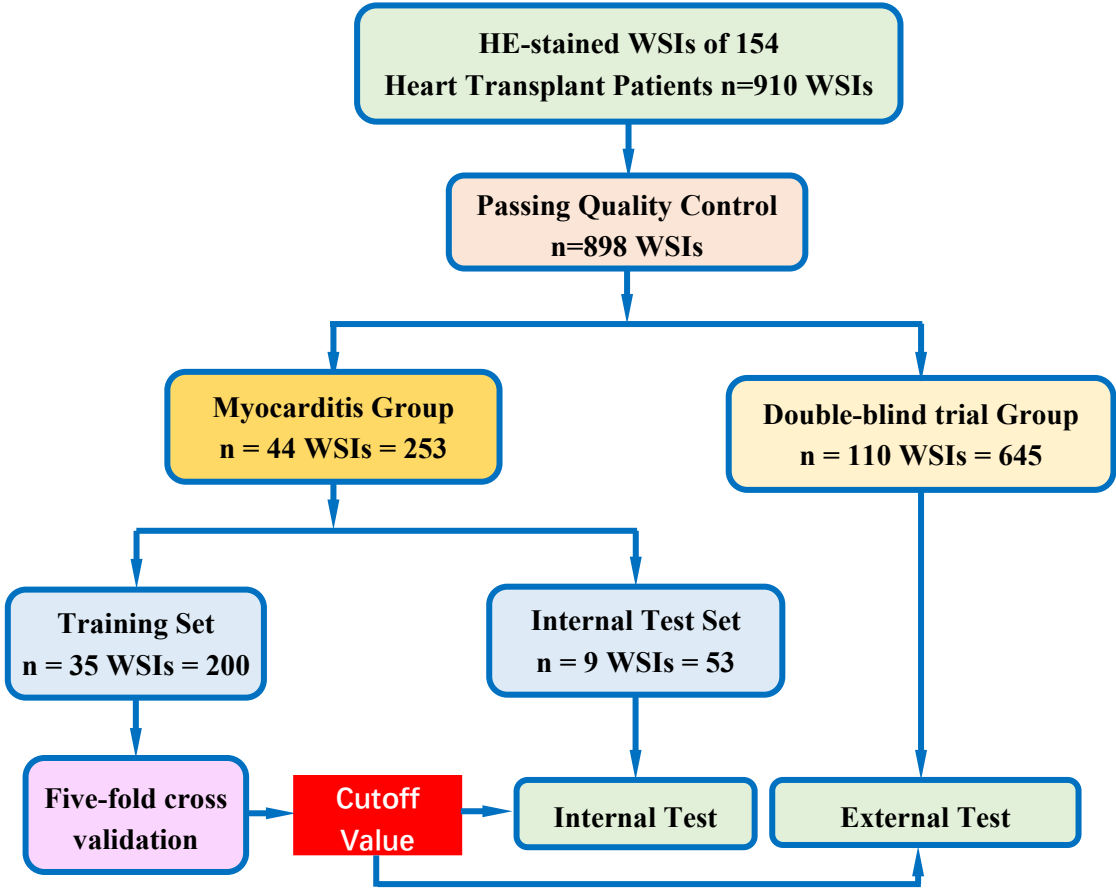 HE-stained WSIs of 154
Heart Transplant Patients n=910 WSIs
Passing Quality Control
n=898 WSIs
Myocarditis Group
n = 44 WSIs = 253
Double-blind trial Group
n = 110 WSIs = 645
Training Set
n = 35 WSIs = 200
Internal Test Set
n = 9 WSIs = 53
Five-fold cross
validation
Cutoff
Value
Internal Test
External Test